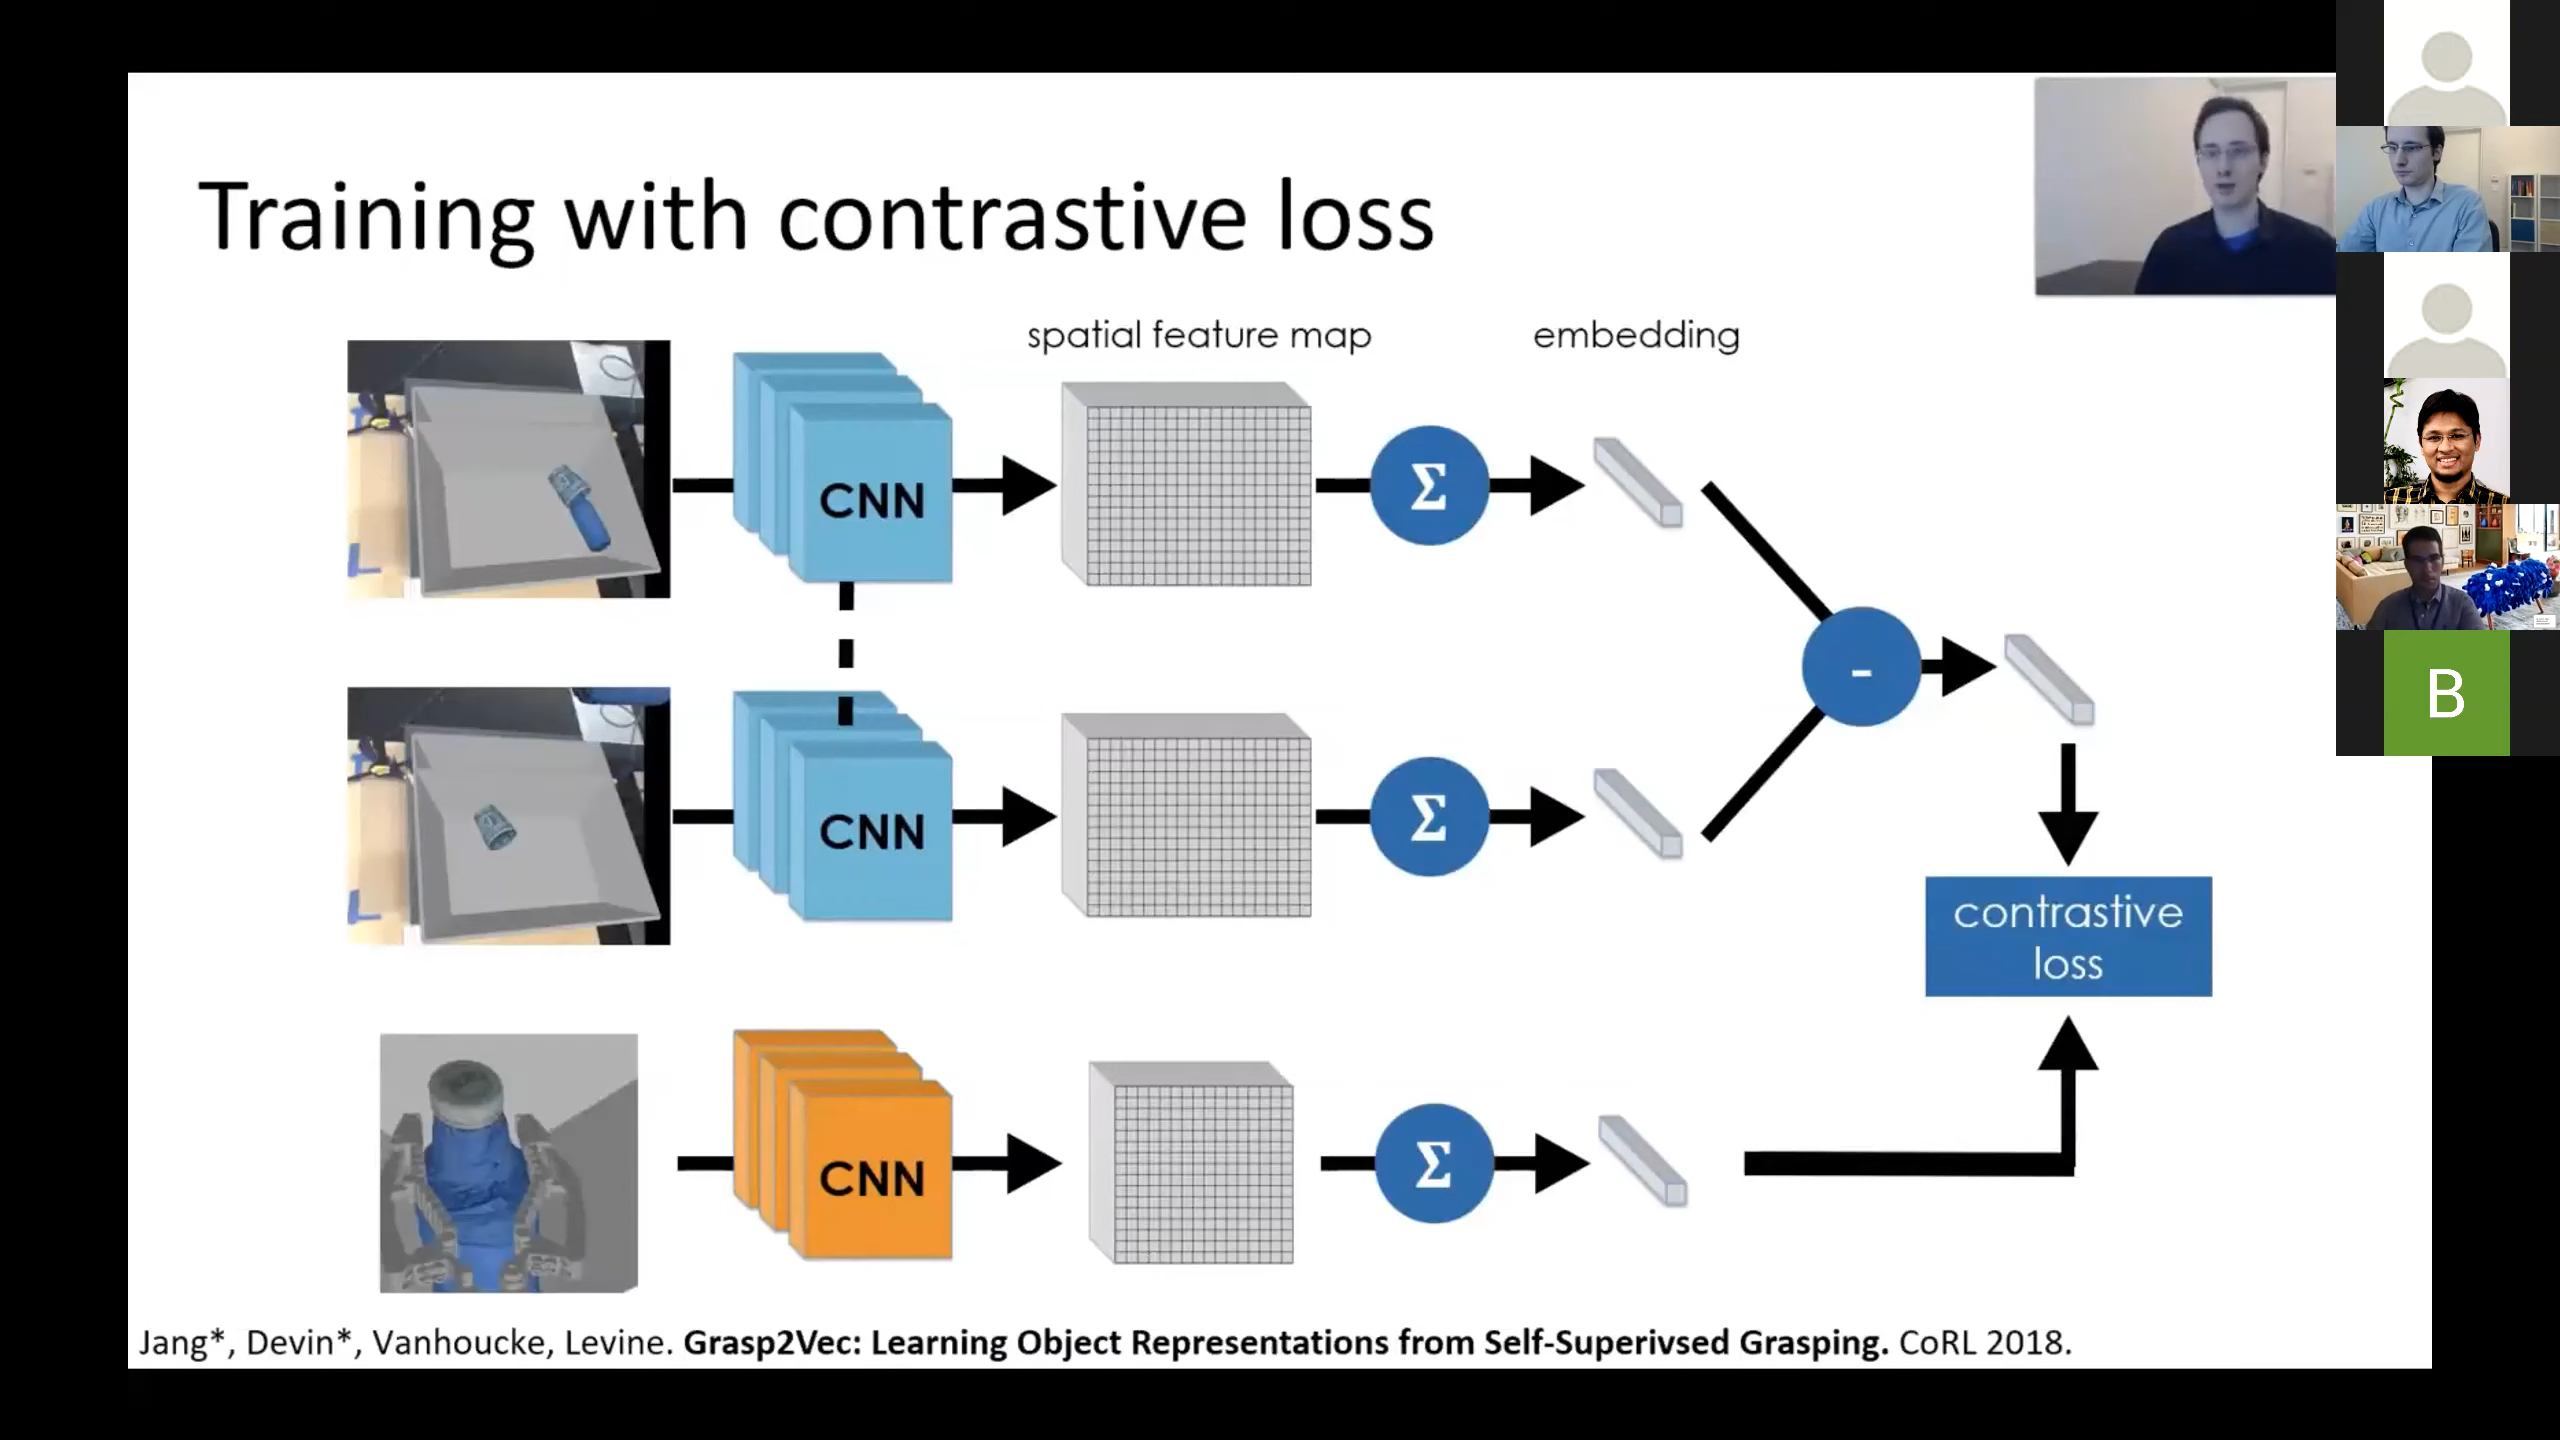 Training with contrastive loss
spatial feature map
embedding
CNN
Σ
-
CNN
Σ
contrastive
loss
CNN
Σ
Jang*, Devin*, Vanhoucke, Levine. Grasp2Vec: Learning Object Representations from Self-Superivsed Grasping. CoRL 2018.
B